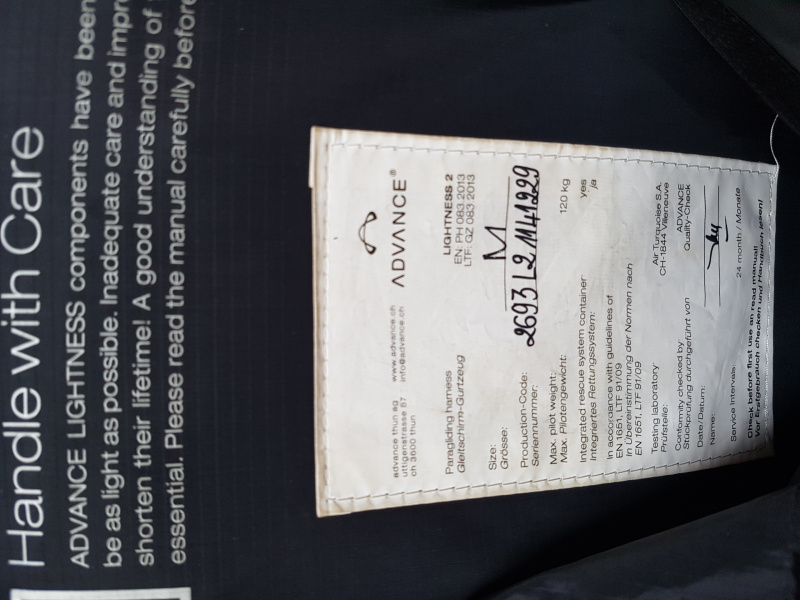 Handle with Care
ADVANCE LIGHTNESS components have been
be as light as possible. Inadequate care and impr
shorten their lifetime! A good understanding of
essential. Please read the manual carefully before
advance thun ag www.advance.ch
uttigenstrasse 87 info@advance.ch
ch 3600 thun
ADVANCE®
Paragliding harness LIGHTNESS 2
Gleitschirm-Gurtzeug EN: PH 083.2013
LTF: GZ 083.2013
Size: M
Grösse:
Production-Code: 2693L21141229
Seriennummer:
Max. pilot weight: 120 kg
Max. Pilotengewicht:
Integrated rescue system container yes
Integriertes Rettungssystem: ja
In accordance with guidelines of
EN 1651, LTF 91/09
In Übereinstimmung der Normen nach
EN 1651, LTF 91/09
Testing laboratory: Air Turquoise S.A.
Prüfstelle: CH-1844 Villeneuve
Conformity checked by ADVANCE
Stückprüfung durchgeführt von Quality-Check
Date/Datum:
Name:
Service Intervals: 24 month / Monate
Check before first use an read manual!
Vor Erstgebrauch checken und Handbuch lesen!